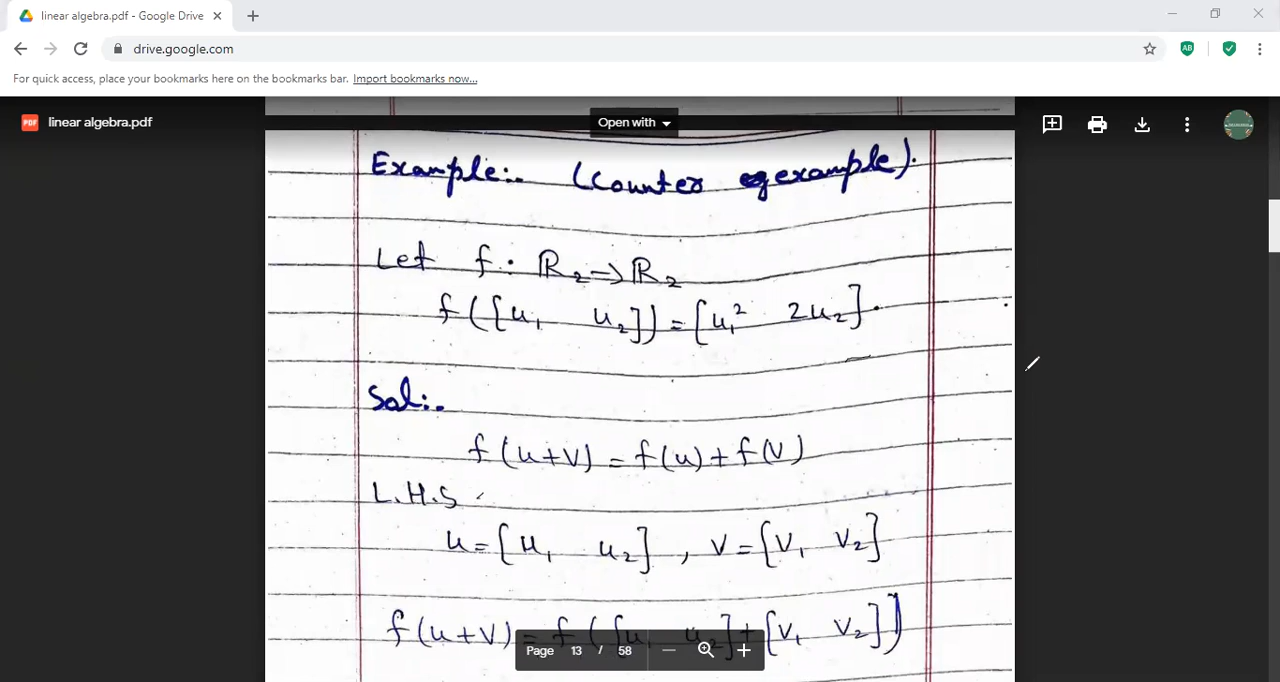 linear algebra.pdf - Google Drive
drive.google.com
For quick access, place your bookmarks here on the bookmarks bar. Import bookmarks now...
PDF linear algebra.pdf
Open with
Example:- (Counter example).
Let f: ℝ₂→ℝ₂
f([u₁ u₂]) = [u₁² 2u₂].
Sol:-
f(u+v) = f(u)+f(v)
L.H.S
u = [u₁ u₂] , v = [v₁ v₂]
f(u+v) = f([u₁ u₂]+[v₁ v₂])
Page 13 / 58